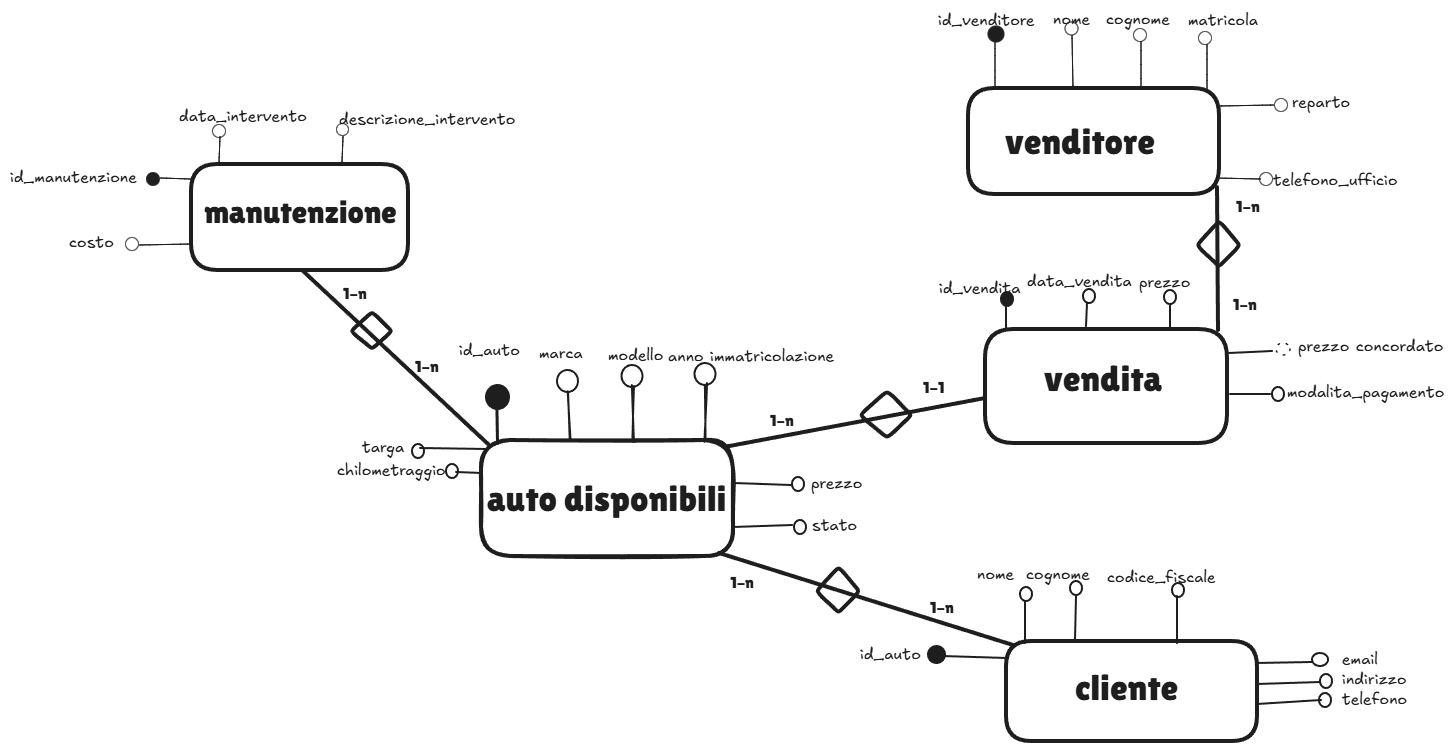 id_venditore nome cognome matricola
venditore
reparto
telefono_ufficio
1-n
1-n
data_intervento descrizione_intervento
id_manutenzione
manutenzione
costo
1-n
1-n
id_vendita data_vendita prezzo
vendita
prezzo concordato
modalita_pagamento
1-1
1-n
id_auto marca modello anno_immatricolazione
targa
chilometraggio
auto disponibili
prezzo
stato
1-n
1-n
nome cognome codice_fiscale
id_auto
cliente
email
indirizzo
telefono